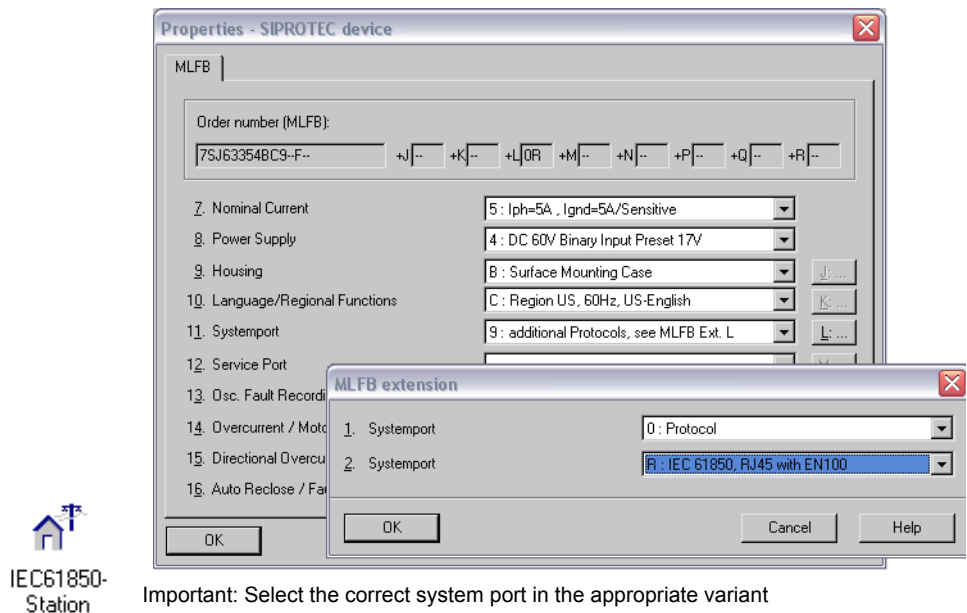 Properties - SIPROTEC device
MLFB
Order number (MLFB):
7SJ63354BC9--F-- +J -- +K -- +L 0R +M -- +N -- +P -- +Q -- +R --
7. Nominal Current 5 : Iph=5A , Ignd=5A/Sensitive
8. Power Supply 4 : DC 60V Binary Input Preset 17V
9. Housing B : Surface Mounting Case J: ...
10. Language/Regional Functions C : Region US, 60Hz, US-English K: ...
11. Systemport 9 : additional Protocols, see MLFB Ext. L L: ...
12. Service Port
13. Osc. Fault Recordi
14. Overcurrent / Moto
15. Directional Overcu
16. Auto Reclose / Fa
OK
MLFB extension
1. Systemport 0 : Protocol
2. Systemport R : IEC 61850, RJ45 with EN100
OK Cancel Help
IEC61850-
Station
Important: Select the correct system port in the appropriate variant